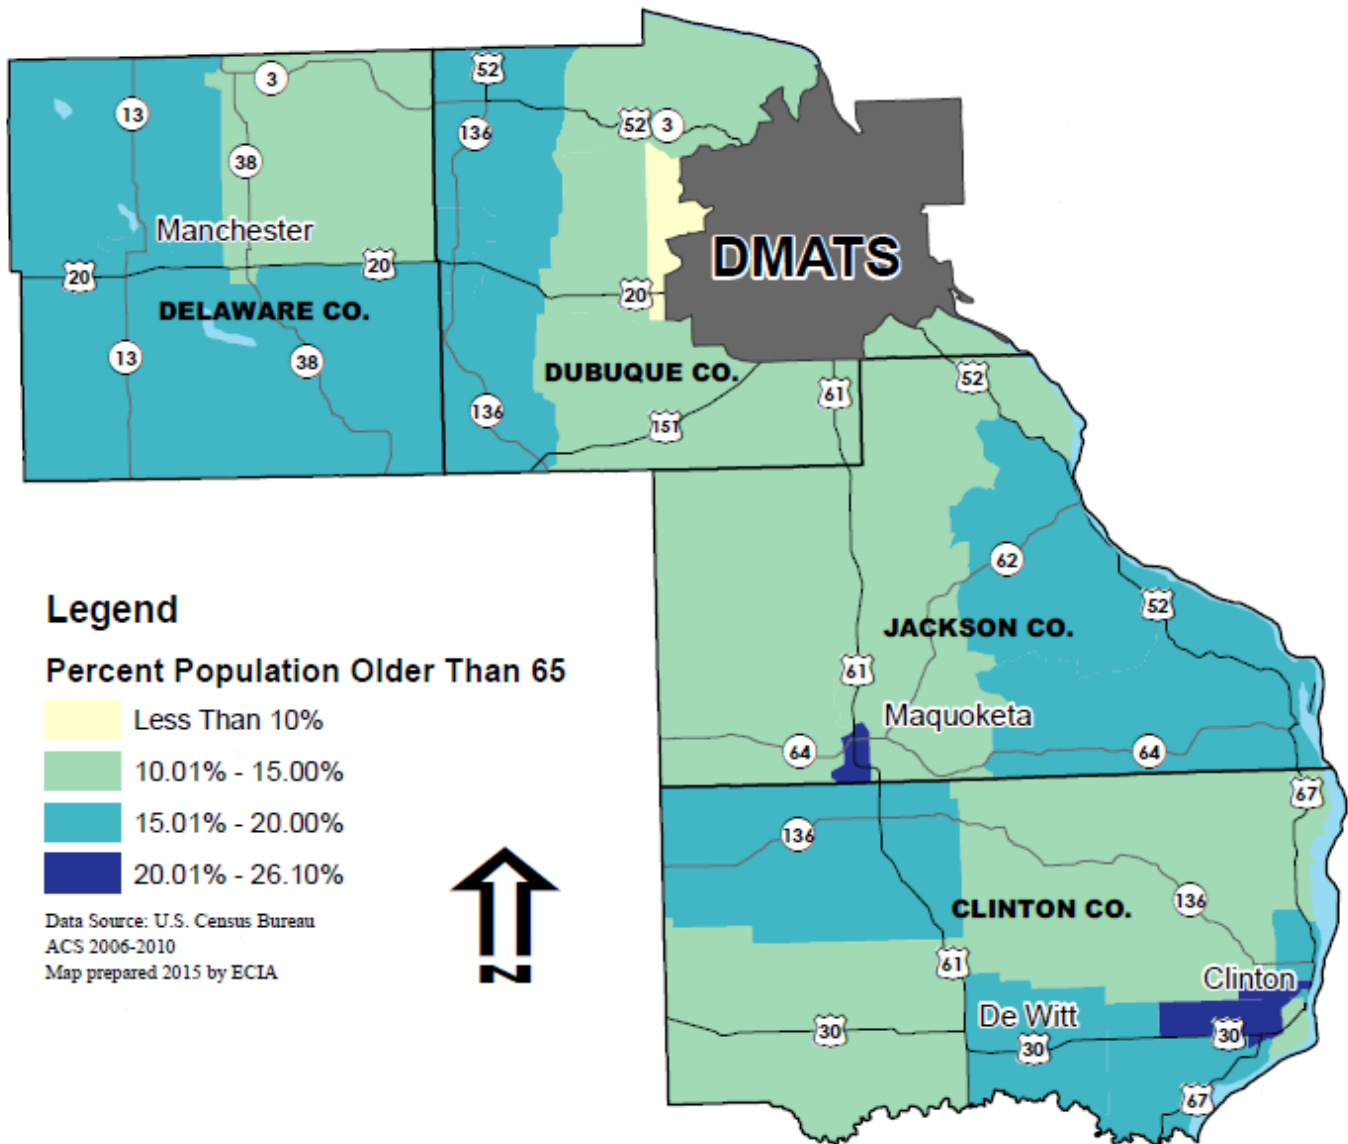 52
3
13
52
3
136
38
Manchester
DMATS
20
20
20
DELAWARE CO.
13
38
DUBUQUE CO.
52
61
136
151
62
Legend
52
JACKSON CO.
Percent Population Older Than 65
61
Less Than 10%
Maquoketa
64
64
10.01% - 15.00%
67
15.01% - 20.00%
136
20.01% - 26.10%
136
CLINTON CO.
Data Source: U.S. Census Bureau
ACS 2006-2010
Map prepared 2015 by ECIA
N
61
Clinton
De Witt
30
30
30
67